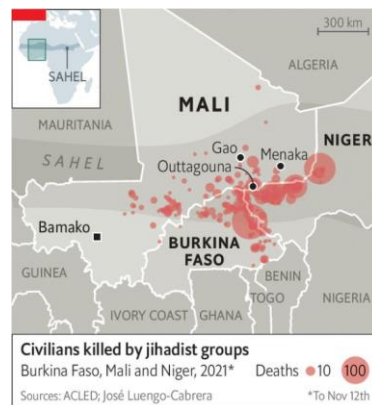 300 km
SAHEL
ALGERIA
MALI
MAURITANIA
NIGER
Gao
Menaka
Outtagouna
SAHEL
Bamako
BURKINA
FASO
GUINEA
BENIN
TOGO
NIGERIA
IVORY COAST
GHANA
Civilians killed by jihadist groups
Burkina Faso, Mali and Niger, 2021* Deaths 10 100
Sources: ACLED; José Luengo-Cabrera *To Nov 12th